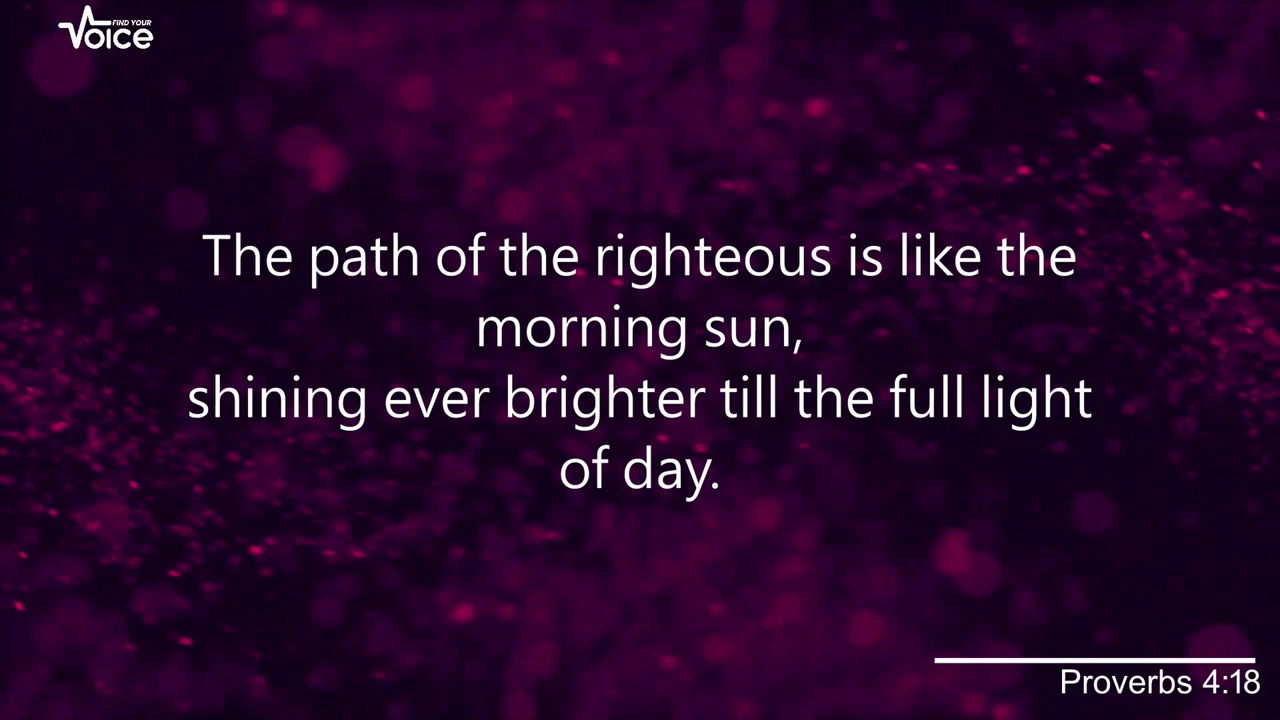 FIND YOUR
VOICE
The path of the righteous is like the
morning sun,
shining ever brighter till the full light
of day.
Proverbs 4:18